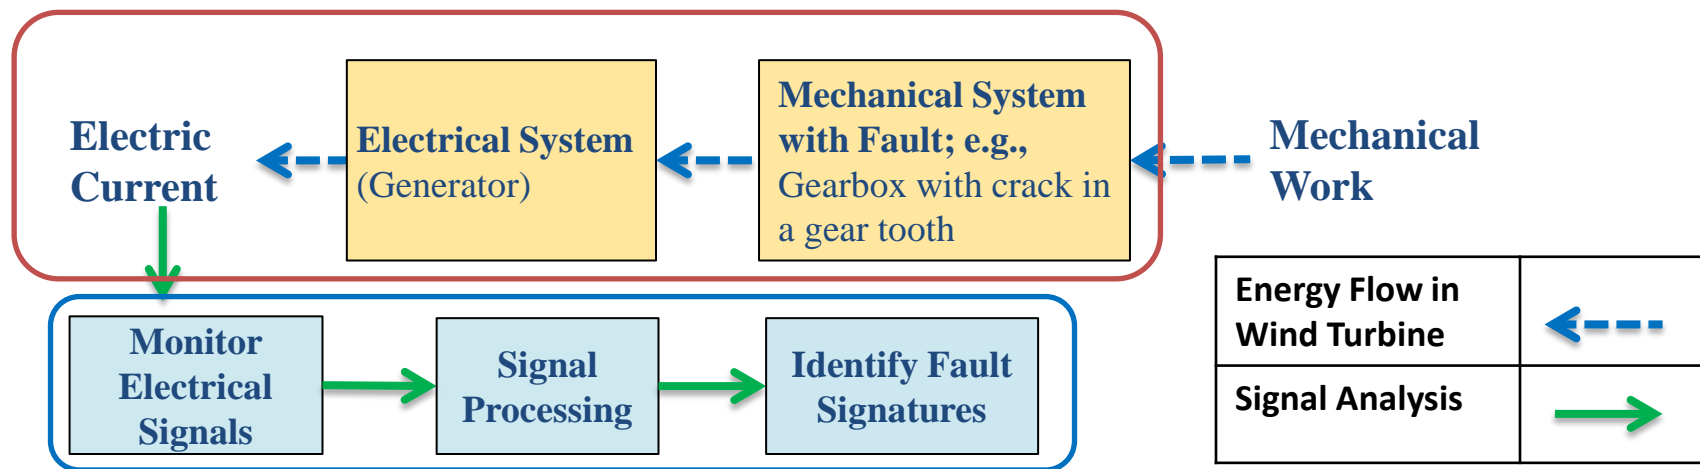 Electric
Current
Electrical System
(Generator)
Mechanical System
with Fault; e.g.,
Gearbox with crack in
a gear tooth
Mechanical
Work
Monitor
Electrical
Signals
Signal
Processing
Identify Fault
Signatures
Energy Flow in
Wind Turbine
Signal Analysis